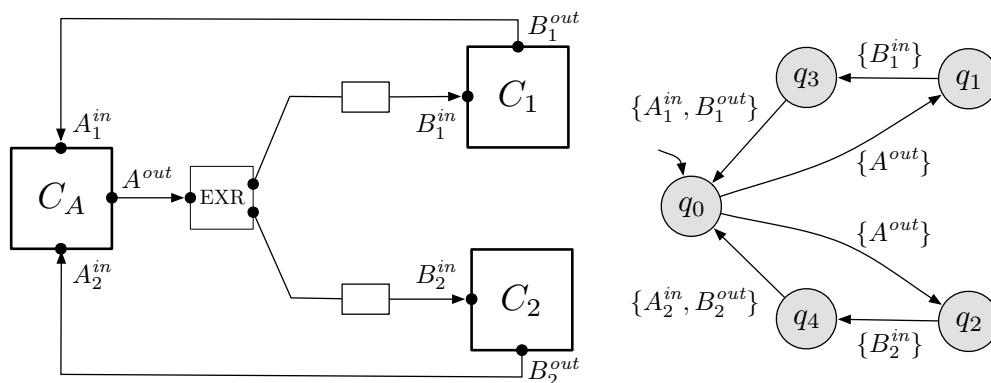 B_1^{out}
A_1^{in}
C_1
B_1^{in}
C_A
A^{out}
EXR
A_2^{in}
B_2^{in}
C_2
B_2^{out}
{B_1^{in}}
q_3
q_1
{A_1^{in}, B_1^{out}}
{A^{out}}
q_0
{A^{out}}
{A_2^{in}, B_2^{out}}
q_4
q_2
{B_2^{in}}